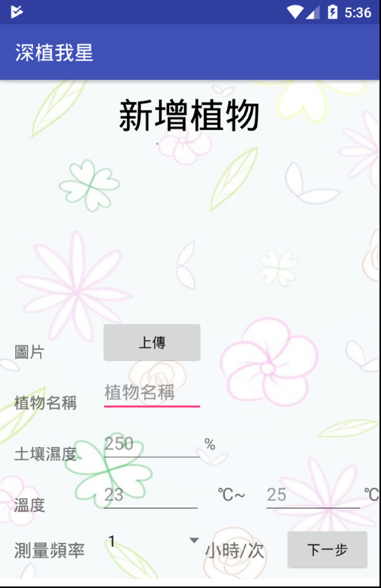 5:36
深植我星
新增植物
圖片 上傳
植物名稱 植物名稱
土壤濕度 250 %
溫度 23 ℃~ 25 ℃
測量頻率 1 小時/次 下一步